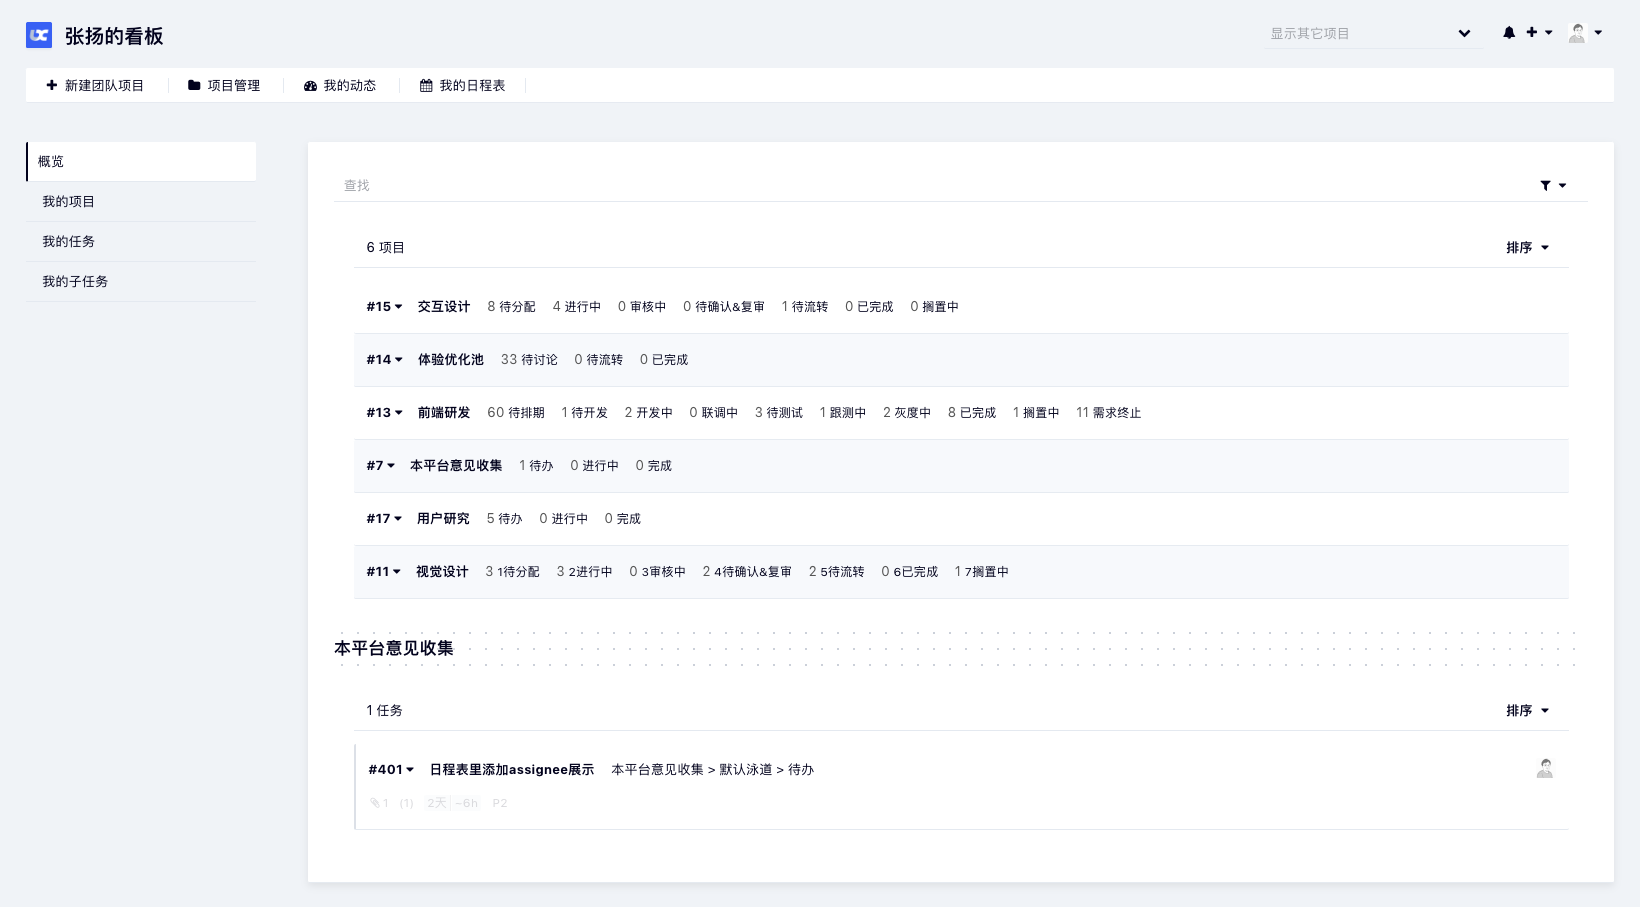 张扬的看板
显示其它项目
新建团队项目 项目管理 我的动态 我的日程表
概览
我的项目
我的任务
我的子任务
查找
6 项目 排序
#15 交互设计 8 待分配 4 进行中 0 审核中 0 待确认&复审 1 待流转 0 已完成 0 搁置中
#14 体验优化池 33 待讨论 0 待流转 0 已完成
#13 前端研发 60 待排期 1 待开发 2 开发中 0 联调中 3 待测试 1 跟测中 2 灰度中 8 已完成 1 搁置中 11 需求终止
#7 本平台意见收集 1 待办 0 进行中 0 完成
#17 用户研究 5 待办 0 进行中 0 完成
#11 视觉设计 3 1待分配 3 2进行中 0 3审核中 2 4待确认&复审 2 5待流转 0 6已完成 1 7搁置中
本平台意见收集
1 任务 排序
#401 日程表里添加assignee展示 本平台意见收集 > 默认泳道 > 待办
1 (1) 2天 ~6h P2